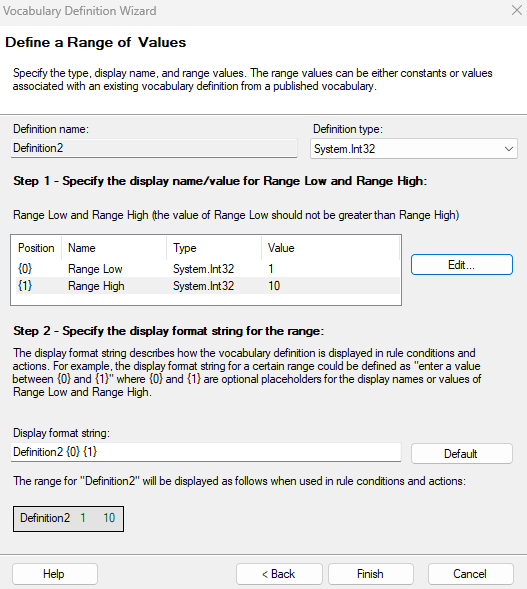 Vocabulary Definition Wizard
Define a Range of Values
Specify the type, display name, and range values. The range values can be either constants or values
associated with an existing vocabulary definition from a published vocabulary.
Definition name:
Definition type:
Definition2
System.Int32
Step 1 - Specify the display name/value for Range Low and Range High:
Range Low and Range High (the value of Range Low should not be greater than Range High)
Position Name Type Value
{0} Range Low System.Int32 1
{1} Range High System.Int32 10
Edit...
Step 2 - Specify the display format string for the range:
The display format string describes how the vocabulary definition is displayed in rule conditions and
actions. For example, the display format string for a certain range could be defined as "enter a value
between {0} and {1}" where {0} and {1} are optional placeholders for the display names or values of
Range Low and Range High.
Display format string:
Definition2 {0} {1}
Default
The range for "Definition2" will be displayed as follows when used in rule conditions and actions:
Definition2 1 10
Help
< Back
Finish
Cancel